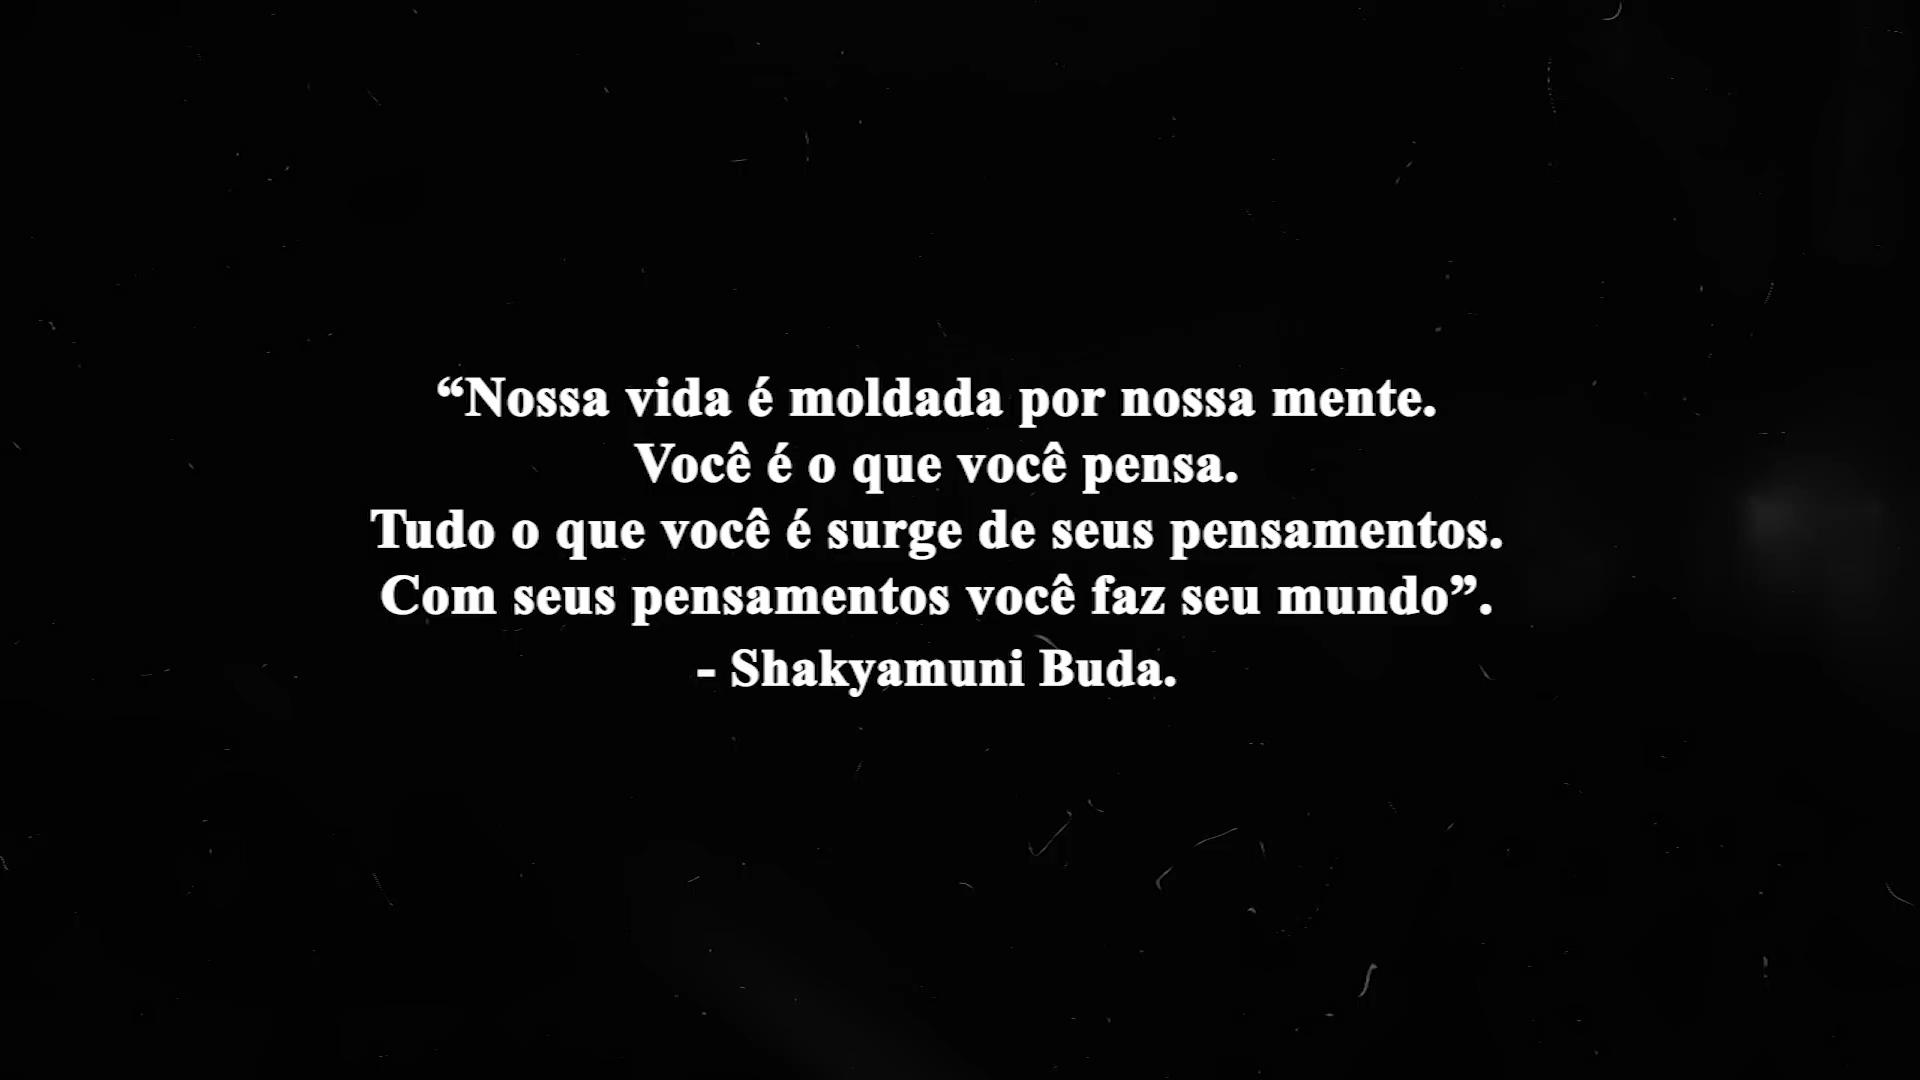 “Nossa vida é moldada por nossa mente.
Você é o que você pensa.
Tudo o que você é surge de seus pensamentos.
Com seus pensamentos você faz seu mundo”.
- Shakyamuni Buda.